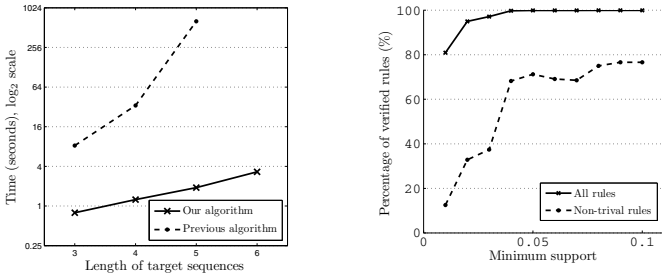 1024
256
64
16
4
1
0.25
Time (seconds), log2 scale
3 4 5 6
Length of target sequences
Our algorithm
Previous algorithm
100
80
60
40
20
0
Percentage of verified rules (%)
0 0.05 0.1
Minimum support
All rules
Non-trival rules